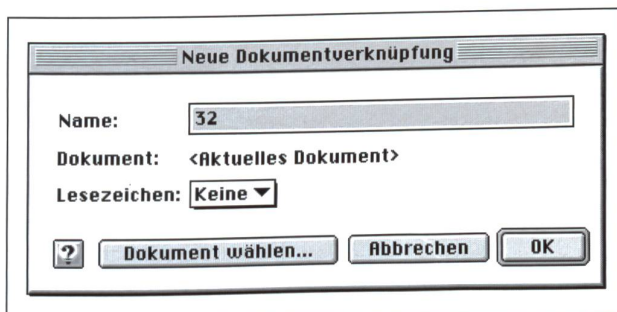 Neue Dokumentverknüpfung
Name: 32
Dokument: <Aktuelles Dokument>
Lesezeichen: Keine
? Dokument wählen... Abbrechen OK